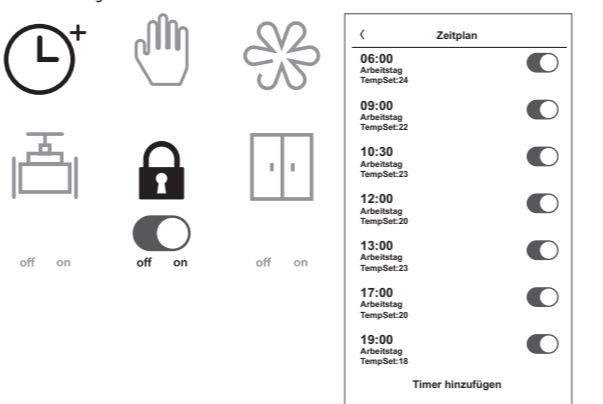 off on
off on
off on
Zeitplan
06:00
Arbeitstag
TempSet:24
09:00
Arbeitstag
TempSet:22
10:30
Arbeitstag
TempSet:23
12:00
Arbeitstag
TempSet:20
13:00
Arbeitstag
TempSet:23
17:00
Arbeitstag
TempSet:20
19:00
Arbeitstag
TempSet:18
Timer hinzufügen